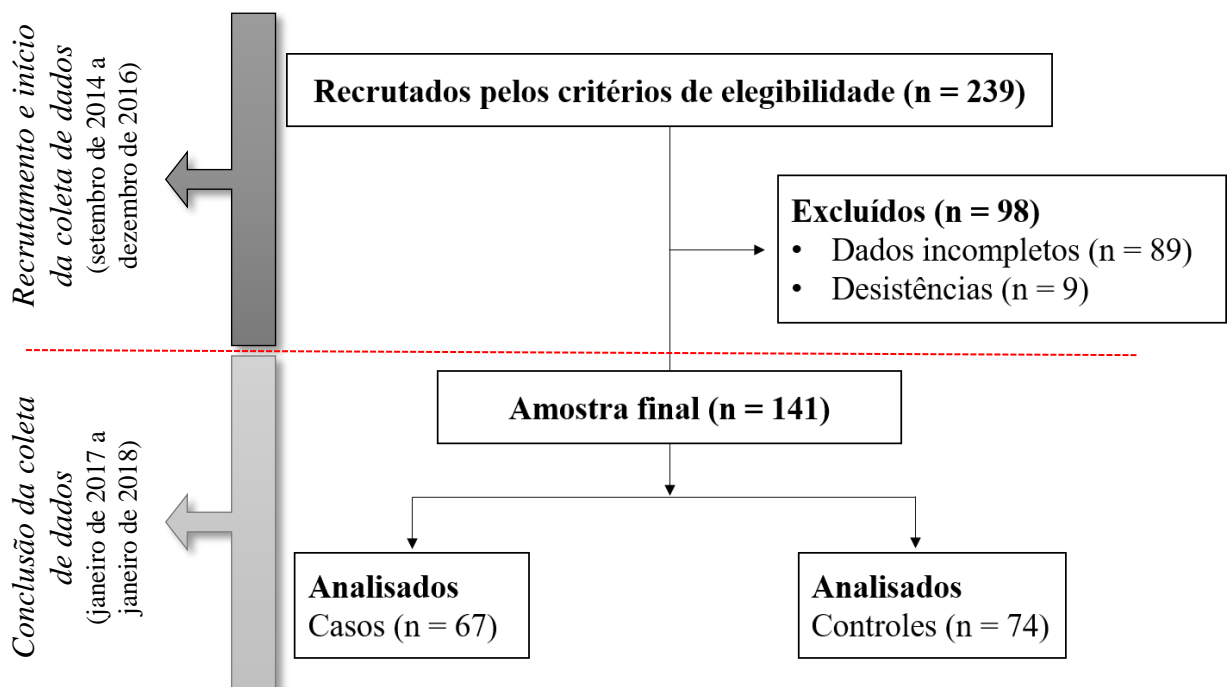 Recrutamento e início
da coleta de dados
(setembro de 2014 a
dezembro de 2016)
Recrutados pelos critérios de elegibilidade (n = 239)
Excluídos (n = 98)
• Dados incompletos (n = 89)
• Desistências (n = 9)
Conclusão da coleta
de dados
(janeiro de 2017 a
janeiro de 2018)
Amostra final (n = 141)
Analisados
Casos (n = 67)
Analisados
Controles (n = 74)